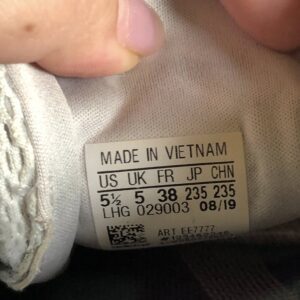 MADE IN VIETNAM
US UK FR JP CHN
5½ 5 38 235 235
LHG 029003 08/19
ART EE7777